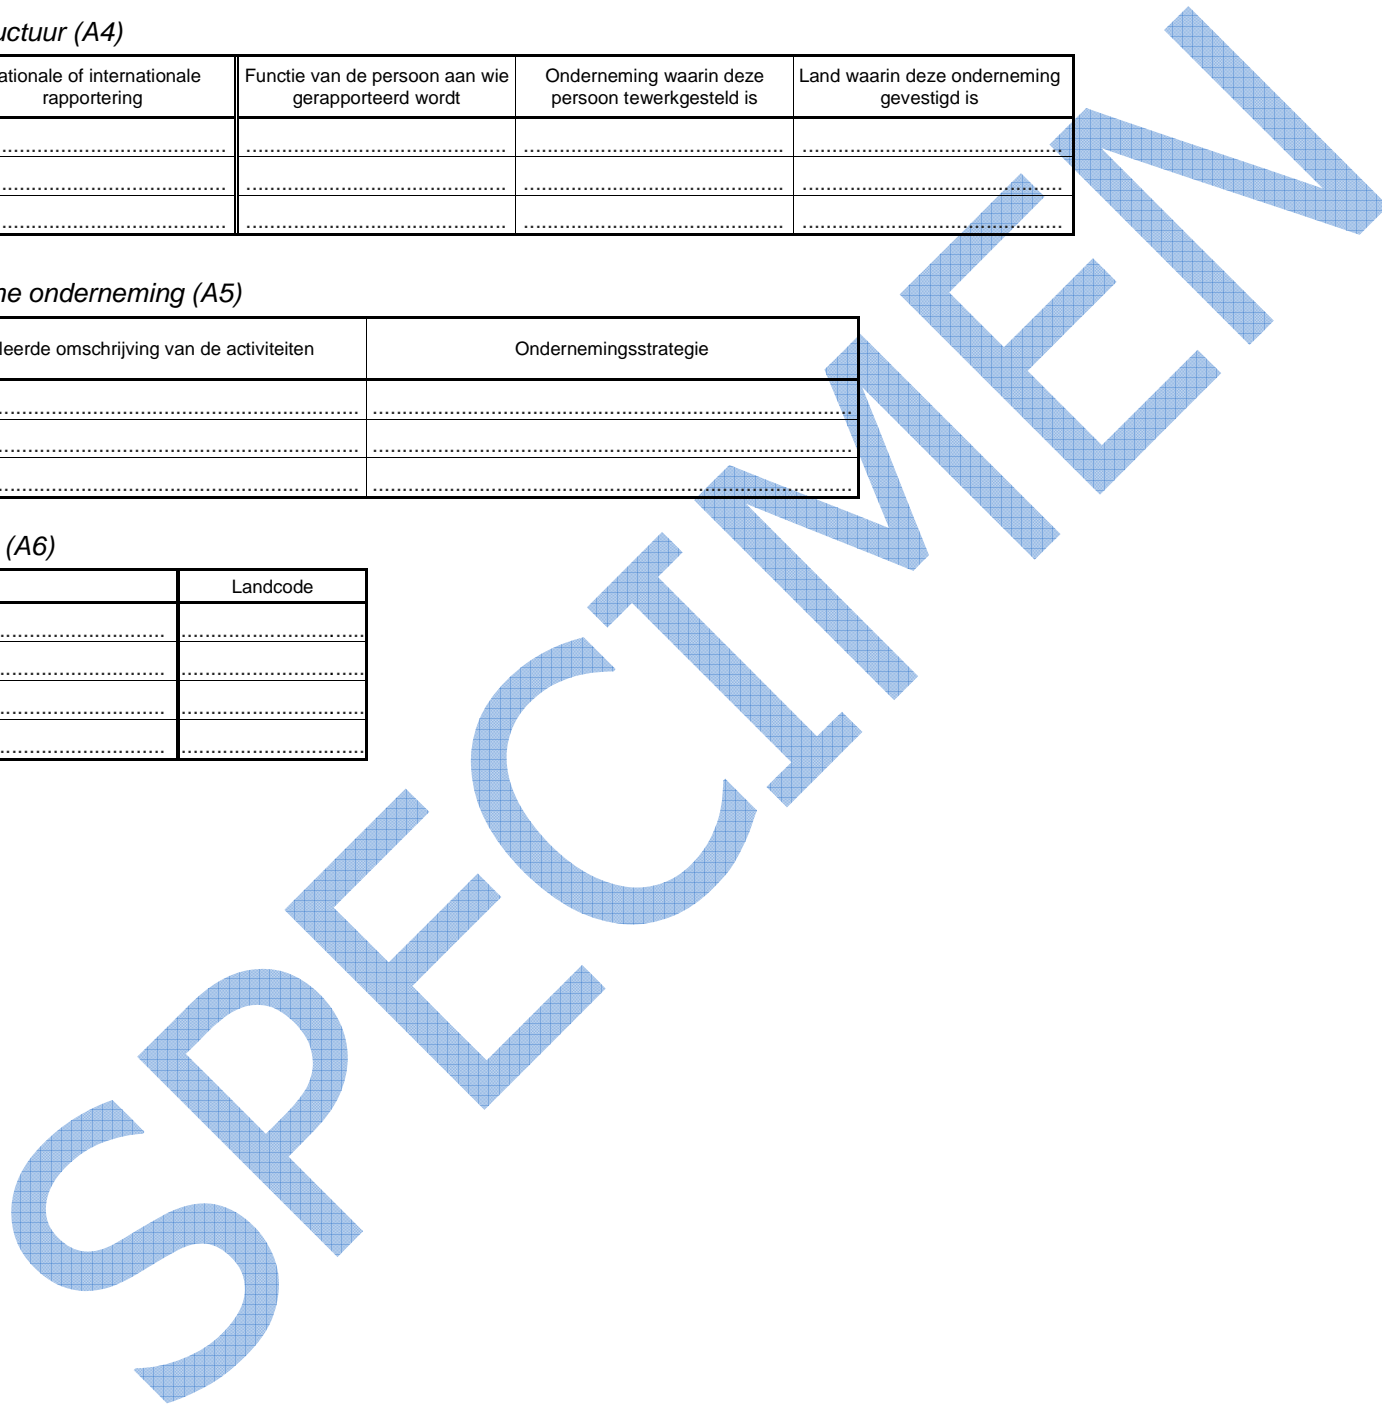 uctuur (A4)
ationale of internationale
rapportering
Functie van de persoon aan wie
gerapporteerd wordt
Onderneming waarin deze
persoon tewerkgesteld is
Land waarin deze onderneming
gevestigd is
ne onderneming (A5)
leerde omschrijving van de activiteiten
Ondernemingsstrategie
(A6)
Landcode
SPECIMEN